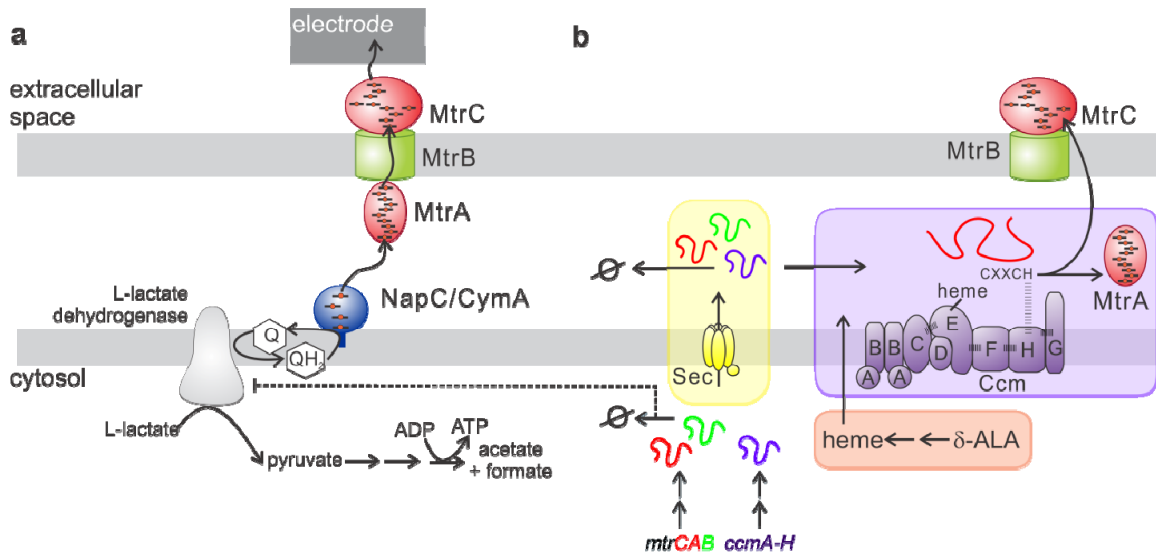 a
electrode
extracellular
space
MtrC
MtrB
MtrA
L-lactate
dehydrogenase
NapC/CymA
Q
QH2
cytosol
L-lactate
pyruvate
ADP
ATP
acetate
+ formate
b
MtrC
MtrB
CXXCH
MtrA
heme
E
B B C D F H G
A A
Ccm
Sec
heme
δ-ALA
mtrCAB
ccmA-H